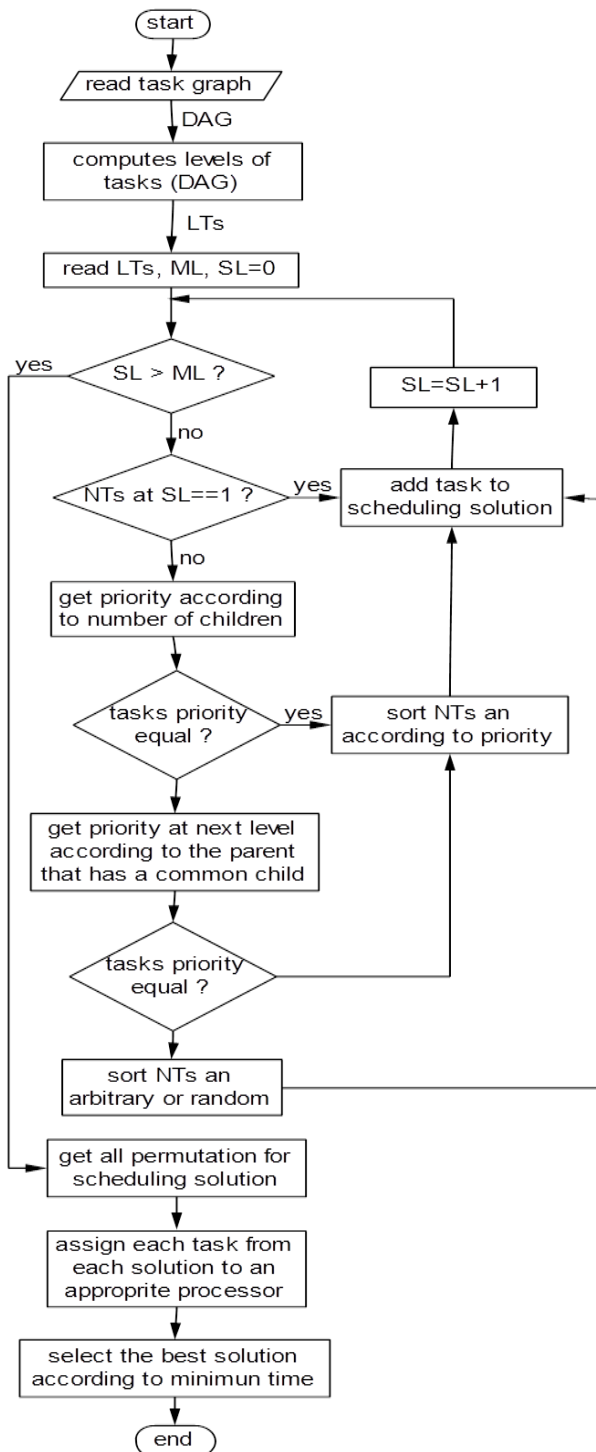 start
read task graph
DAG
computes levels of
tasks (DAG)
LTs
read LTs, ML, SL=0
yes
SL > ML ?
SL=SL+1
no
NTs at SL==1 ?
yes
add task to
scheduling solution
no
get priority according
to number of children
tasks priority
equal ?
yes
sort NTs an
according to priority
get priority at next level
according to the parent
that has a common child
tasks priority
equal ?
sort NTs an
arbitrary or random
get all permutation for
scheduling solution
assign each task from
each solution to an
approprite processor
select the best solution
according to minimun time
end